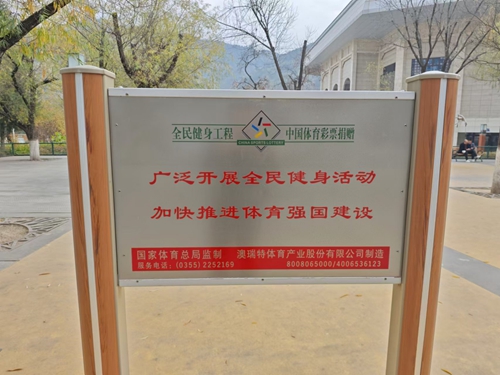 全民健身工程 中国体育彩票捐赠
CHINA SPORTS LOTTERY
广泛开展全民健身活动
加快推进体育强国建设
国家体育总局监制 澳瑞特体育产业股份有限公司制造
服务电话：(0355) 2252169 8008065000/4006536123